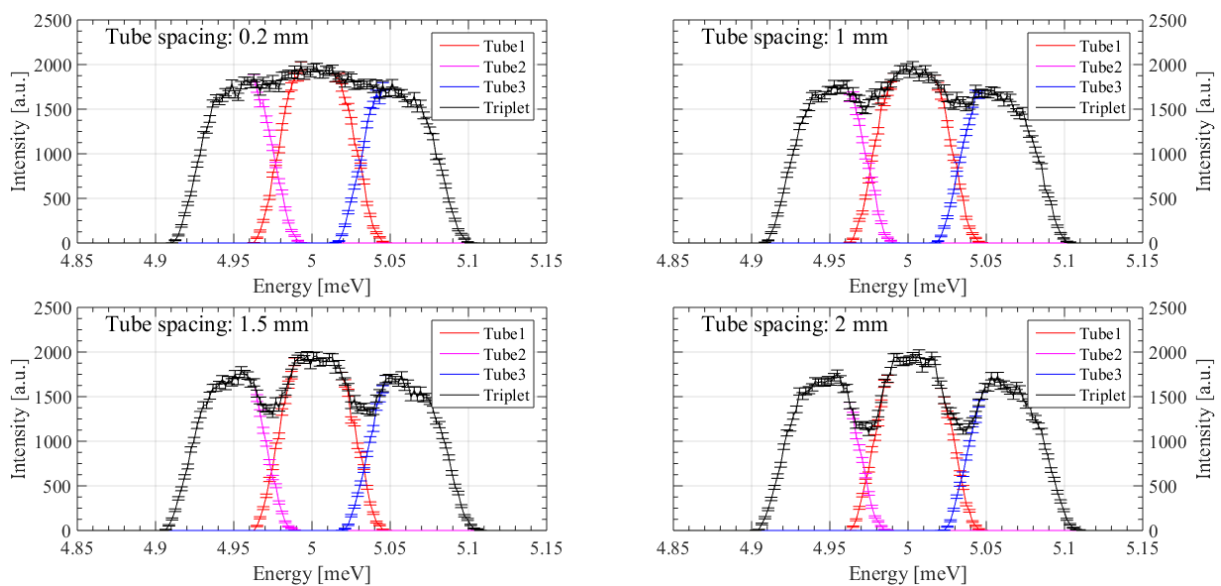 Tube spacing: 0.2 mm
Intensity [a.u.]
2500
2000
1500
1000
500
0
4.85 4.9 4.95 5 5.05 5.1 5.15
Energy [meV]
Tube1
Tube2
Tube3
Triplet
Tube spacing: 1 mm
Intensity [a.u.]
2500
2000
1500
1000
500
0
4.85 4.9 4.95 5 5.05 5.1 5.15
Energy [meV]
Tube1
Tube2
Tube3
Triplet
Tube spacing: 1.5 mm
Intensity [a.u.]
2500
2000
1500
1000
500
0
4.85 4.9 4.95 5 5.05 5.1 5.15
Energy [meV]
Tube1
Tube2
Tube3
Triplet
Tube spacing: 2 mm
Intensity [a.u.]
2500
2000
1500
1000
500
0
4.85 4.9 4.95 5 5.05 5.1 5.15
Energy [meV]
Tube1
Tube2
Tube3
Triplet